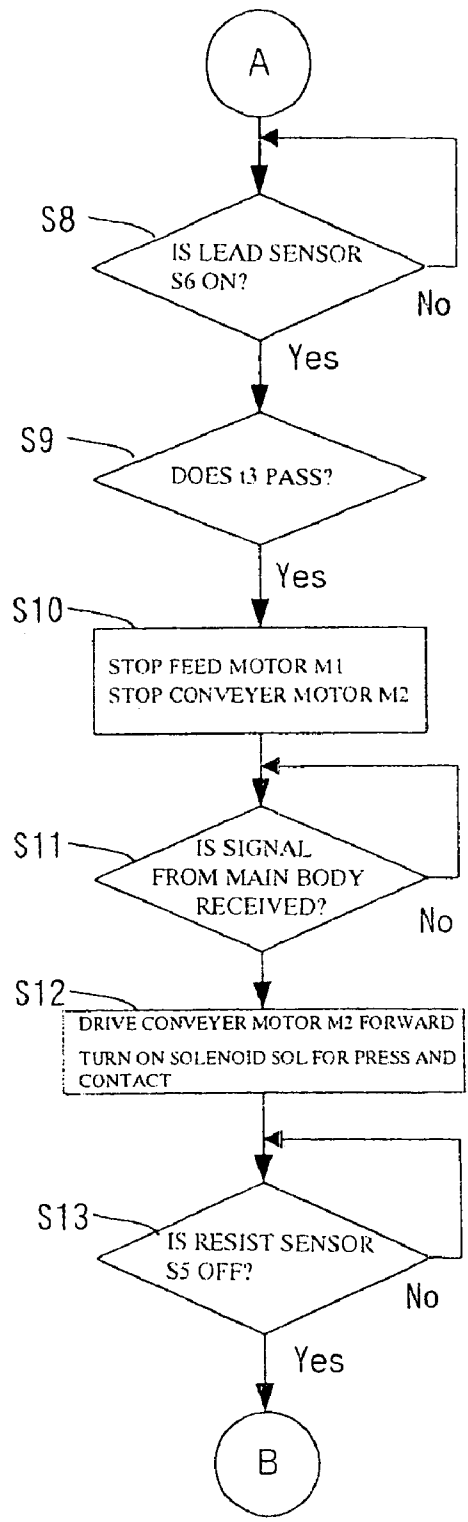 A
S8
IS LEAD SENSOR
S6 ON?
No
Yes
S9
DOES t3 PASS?
Yes
S10
STOP FEED MOTOR M1
STOP CONVEYER MOTOR M2
S11
IS SIGNAL
FROM MAIN BODY
RECEIVED?
No
S12
DRIVE CONVEYER MOTOR M2 FORWARD
TURN ON SOLENOID SOL FOR PRESS AND
CONTACT
S13
IS RESIST SENSOR
S5 OFF?
No
Yes
B